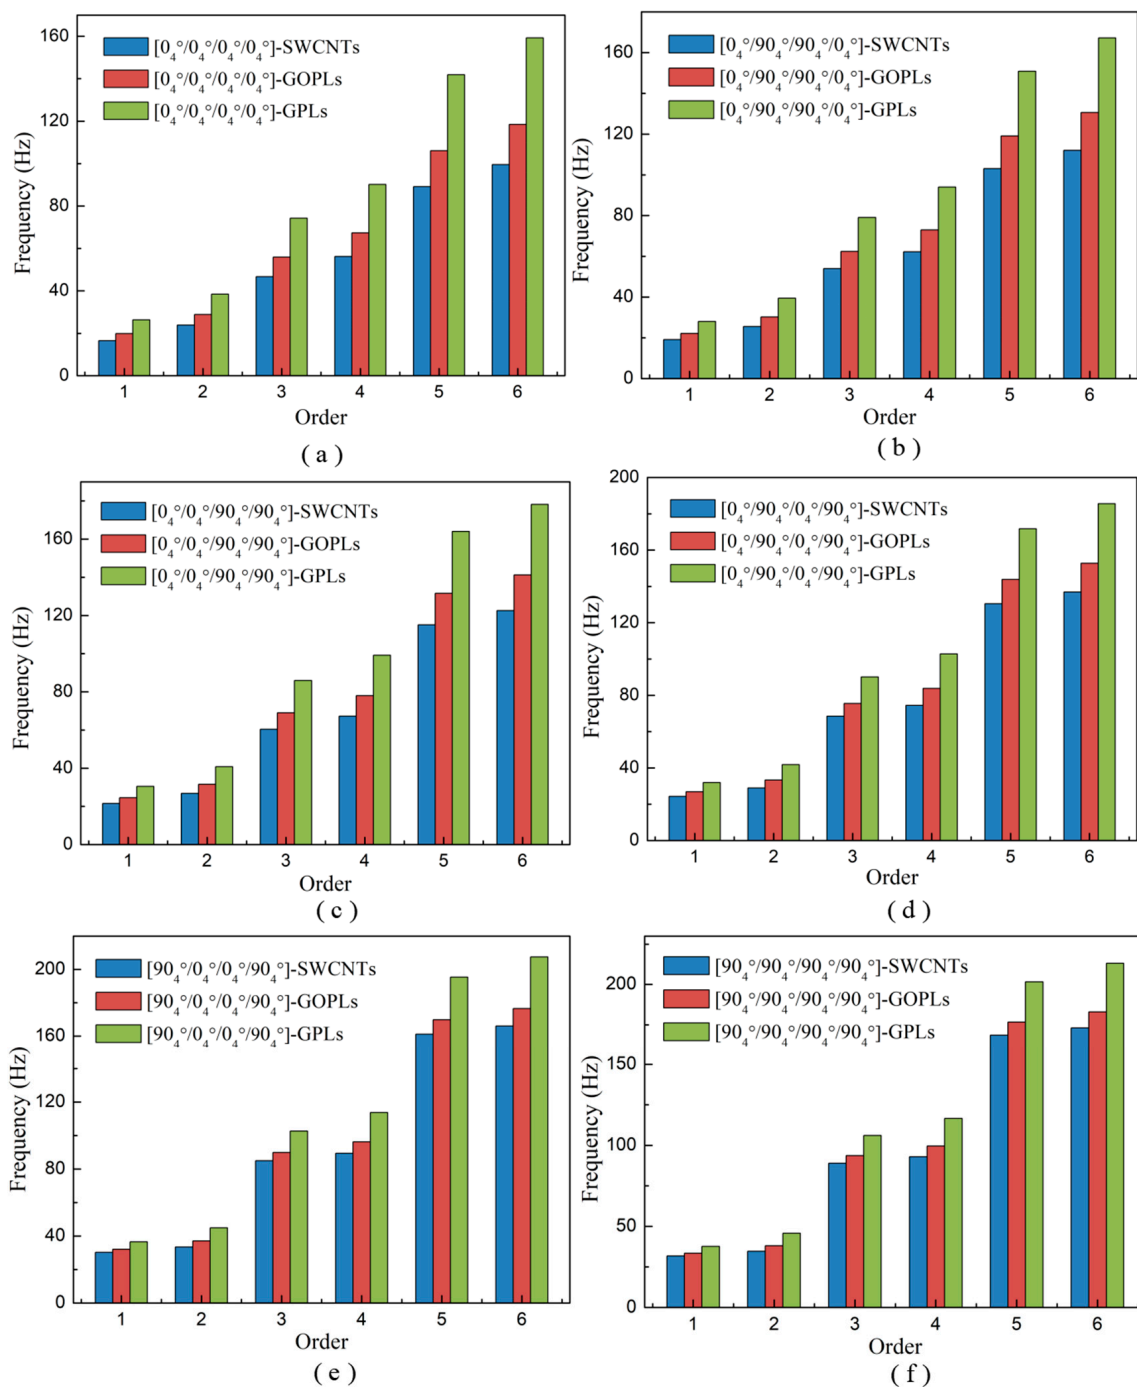 [0₄°/0₄°/0₄°/0₄°]-SWCNTs
[0₄°/0₄°/0₄°/0₄°]-GOPLs
[0₄°/0₄°/0₄°/0₄°]-GPLs
Frequency (Hz)
160
120
80
40
0
1 2 3 4 5 6
Order
( a )
[0₄°/90₄°/90₄°/0₄°]-SWCNTs
[0₄°/90₄°/90₄°/0₄°]-GOPLs
[0₄°/90₄°/90₄°/0₄°]-GPLs
Frequency (Hz)
160
120
80
40
0
1 2 3 4 5 6
Order
( b )
[0₄°/0₄°/90₄°/90₄°]-SWCNTs
[0₄°/0₄°/90₄°/90₄°]-GOPLs
[0₄°/0₄°/90₄°/90₄°]-GPLs
Frequency (Hz)
160
120
80
40
0
1 2 3 4 5 6
Order
( c )
[0₄°/90₄°/0₄°/90₄°]-SWCNTs
[0₄°/90₄°/0₄°/90₄°]-GOPLs
[0₄°/90₄°/0₄°/90₄°]-GPLs
Frequency (Hz)
200
160
120
80
40
0
1 2 3 4 5 6
Order
( d )
[90₄°/0₄°/0₄°/90₄°]-SWCNTs
[90₄°/0₄°/0₄°/90₄°]-GOPLs
[90₄°/0₄°/0₄°/90₄°]-GPLs
Frequency (Hz)
200
160
120
80
40
0
1 2 3 4 5 6
Order
( e )
[90₄°/90₄°/90₄°/90₄°]-SWCNTs
[90₄°/90₄°/90₄°/90₄°]-GOPLs
[90₄°/90₄°/90₄°/90₄°]-GPLs
Frequency (Hz)
200
150
100
50
0
1 2 3 4 5 6
Order
( f )